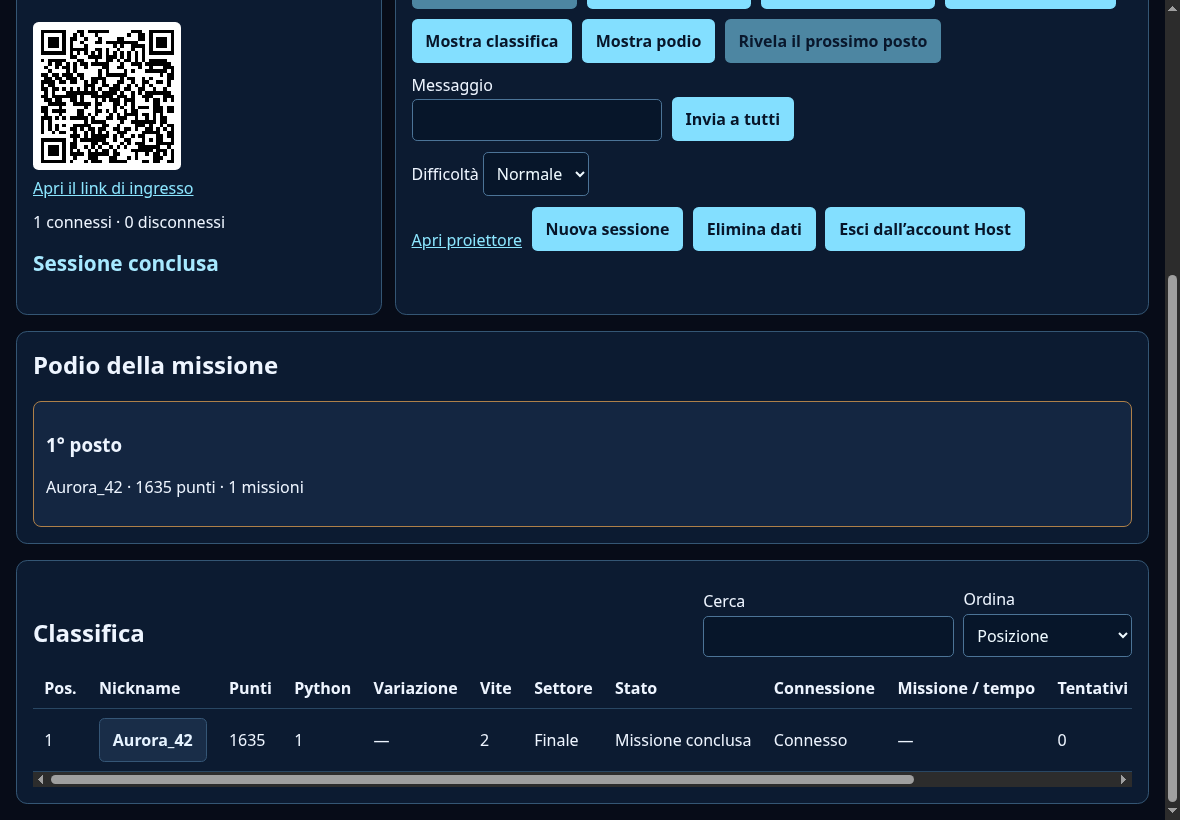 Mostra classifica Mostra podio Rivela il prossimo posto
Messaggio
Invia a tutti
Difficoltà Normale
Apri proiettore Nuova sessione Elimina dati Esci dall’account Host
Apri il link di ingresso
1 connessi · 0 disconnessi
Sessione conclusa
Podio della missione
1° posto
Aurora_42 · 1635 punti · 1 missioni
Classifica
Cerca
Ordina
Posizione
Pos. Nickname Punti Python Variazione Vite Settore Stato Connessione Missione / tempo Tentativi
1 Aurora_42 1635 1 — 2 Finale Missione conclusa Connesso — 0